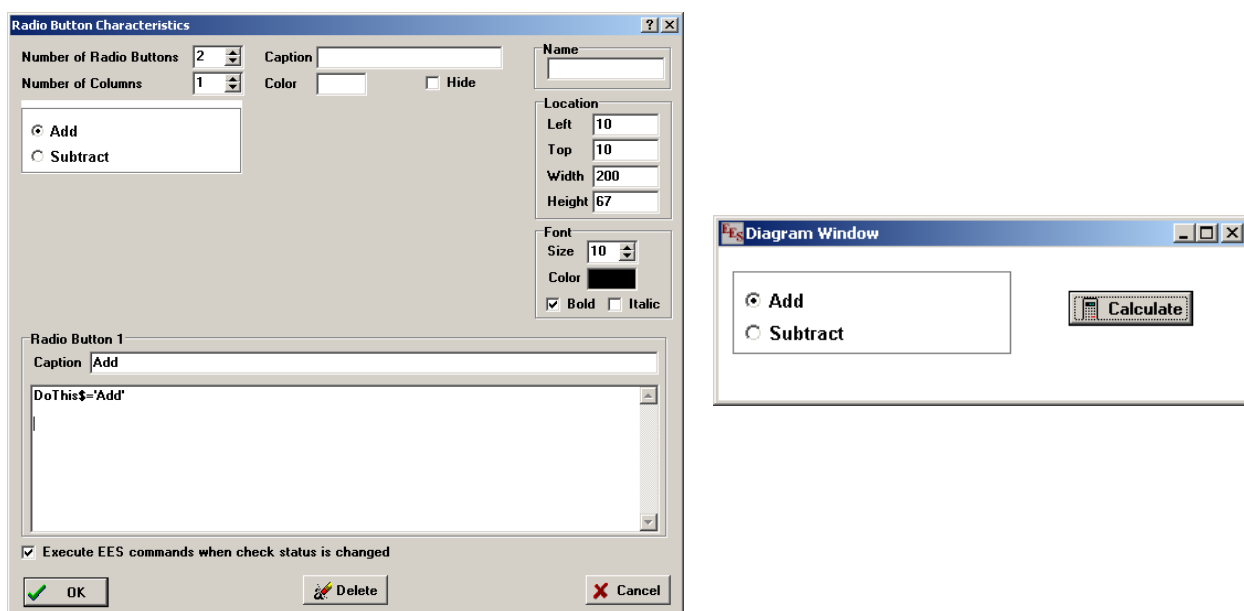 Radio Button Characteristics
Number of Radio Buttons 2 Caption Name
Number of Columns 1 Color Hide
Location
Add Left 10
Subtract Top 10
Width 200
Height 67
Font
Size 10
Color
Bold Italic
Radio Button 1
Caption Add
DoThis$='Add'
Execute EES commands when check status is changed
OK Delete Cancel
EES Diagram Window
Add Calculate
Subtract